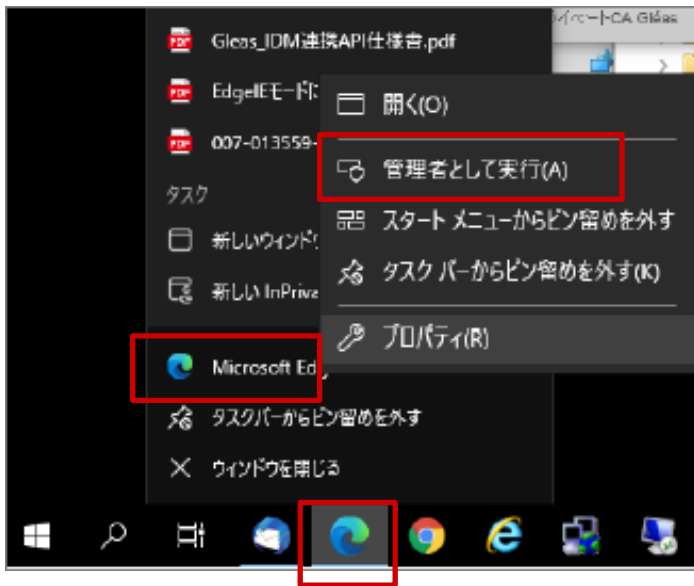 Gleas_IDM連携API仕様書.pdf
EdgeIEモードに
007-013559-
タスク
新しいウィンドウ
新しい InPriva
Microsoft Ed
タスクバーからピン留めを外す
ウィンドウを閉じる
開く(O)
管理者として実行(A)
スタート メニューからピン留めを外す
タスク バーからピン留めを外す(K)
プロパティ(R)
イベートCA Gléas